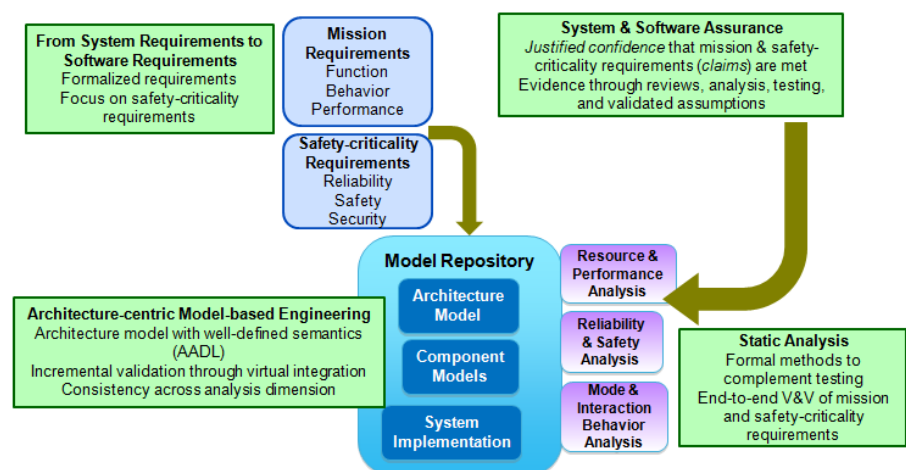 From System Requirements to
Software Requirements
Formalized requirements
Focus on safety-criticality
requirements
Mission
Requirements
Function
Behavior
Performance
System & Software Assurance
Justified confidence that mission & safety-
criticality requirements (claims) are met
Evidence through reviews, analysis, testing,
and validated assumptions
Safety-criticality
Requirements
Reliability
Safety
Security
Model Repository
Architecture
Model
Component
Models
System
Implementation
Resource &
Performance
Analysis
Reliability
& Safety
Analysis
Mode &
Interaction
Behavior
Analysis
Architecture-centric Model-based Engineering
Architecture model with well-defined semantics
(AADL)
Incremental validation through virtual integration
Consistency across analysis dimension
Static Analysis
Formal methods to
complement testing
End-to-end V&V of mission
and safety-criticality
requirements